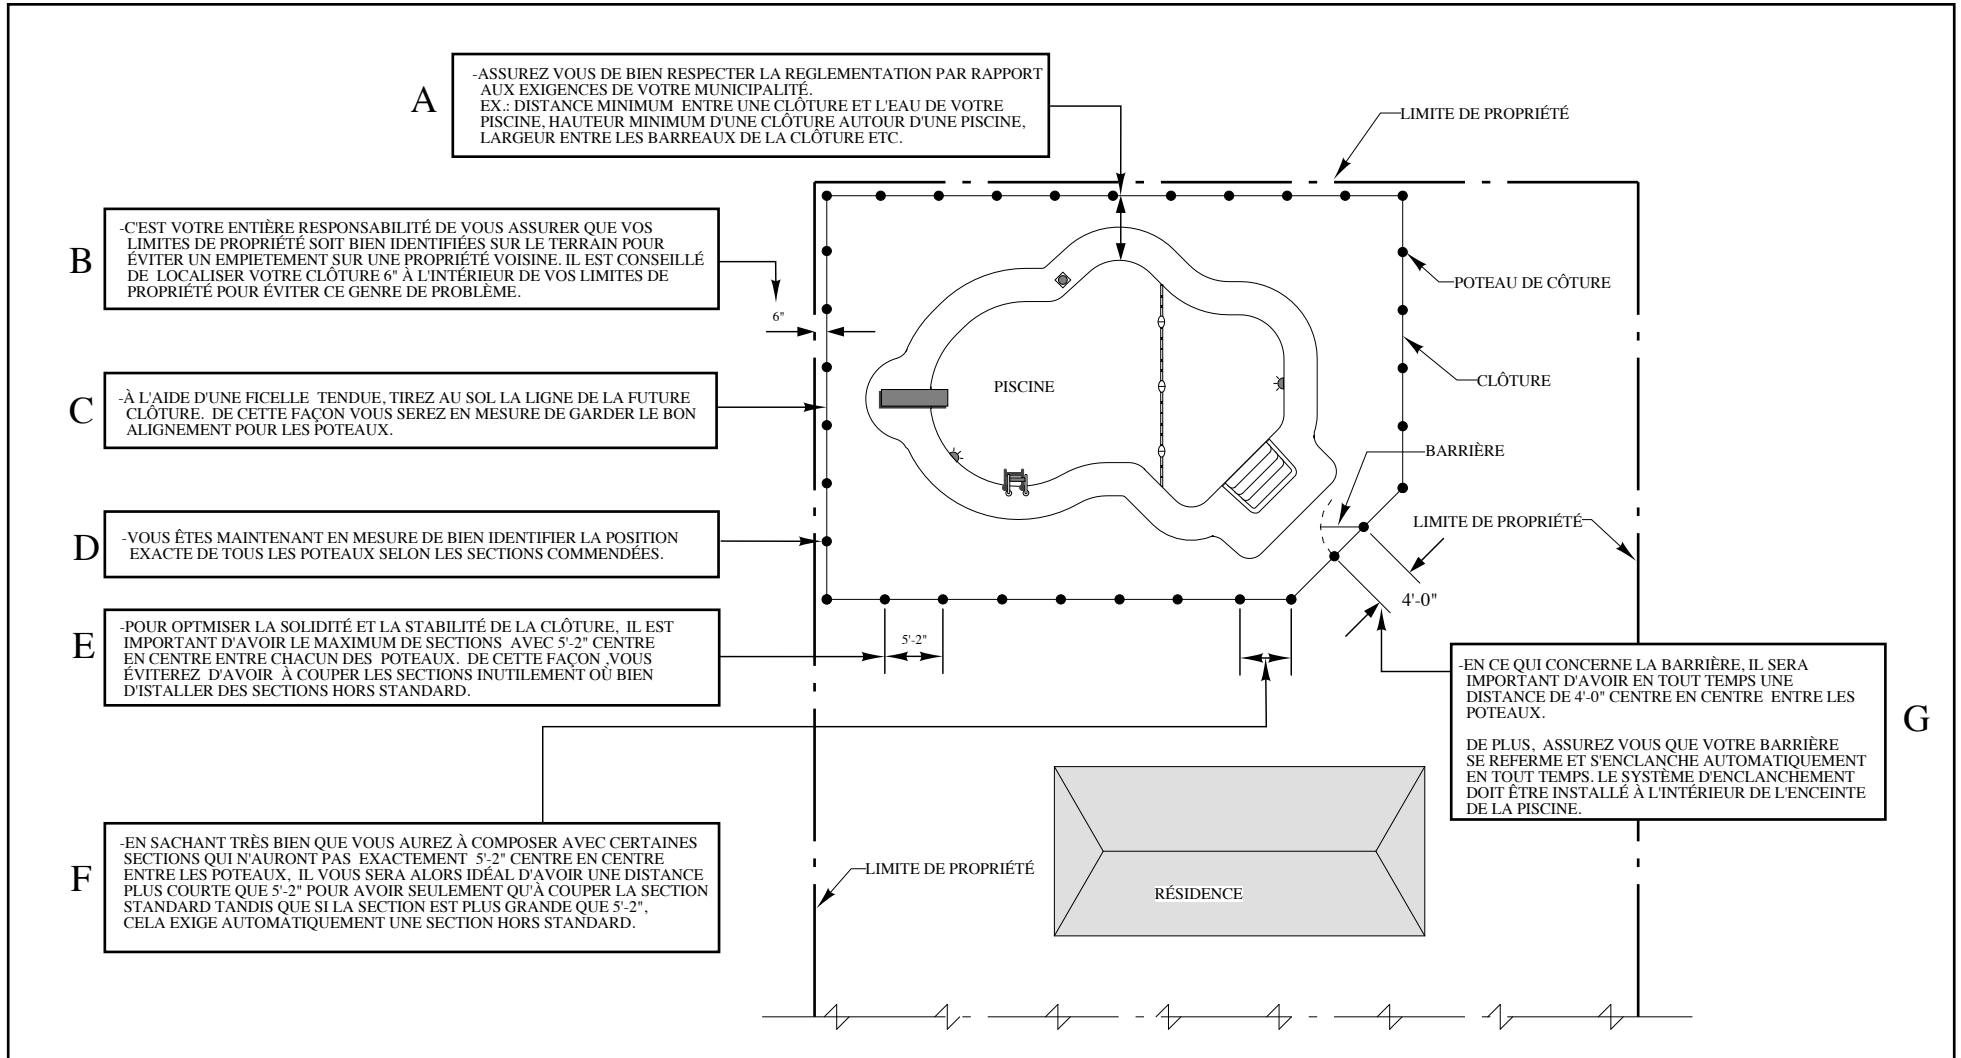 A
-ASSUREZ VOUS DE BIEN RESPECTER LA REGLEMENTATION PAR RAPPORT
AUX EXIGENCES DE VOTRE MUNICIPALITÉ.
EX.: DISTANCE MINIMUM ENTRE UNE CLÔTURE ET L'EAU DE VOTRE
PISCINE, HAUTEUR MINIMUM D'UNE CLÔTURE AUTOUR D'UNE PISCINE,
LARGEUR ENTRE LES BARREAUX DE LA CLÔTURE ETC.
LIMITE DE PROPRIÉTÉ
B
-C'EST VOTRE ENTIÈRE RESPONSABILITÉ DE VOUS ASSURER QUE VOS
LIMITES DE PROPRIÉTÉ SOIT BIEN IDENTIFIÉES SUR LE TERRAIN POUR
ÉVITER UN EMPIETEMENT SUR UNE PROPRIÉTÉ VOISINE. IL EST CONSEILLÉ
DE LOCALISER VOTRE CLÔTURE 6" À L'INTÉRIEUR DE VOS LIMITES DE
PROPRIÉTÉ POUR ÉVITER CE GENRE DE PROBLÈME.
6"
POTEAU DE CÔTURE
CLÔTURE
PISCINE
C
-À L'AIDE D'UNE FICELLE TENDUE, TIREZ AU SOL LA LIGNE DE LA FUTURE
CLÔTURE. DE CETTE FAÇON VOUS SEREZ EN MESURE DE GARDER LE BON
ALIGNEMENT POUR LES POTEAUX.
BARRIÈRE
LIMITE DE PROPRIÉTÉ
D
-VOUS ÊTES MAINTENANT EN MESURE DE BIEN IDENTIFIER LA POSITION
EXACTE DE TOUS LES POTEAUX SELON LES SECTIONS COMMENDÉES.
4'-0"
E
-POUR OPTMISER LA SOLIDITÉ ET LA STABILITÉ DE LA CLÔTURE, IL EST
IMPORTANT D'AVOIR LE MAXIMUM DE SECTIONS AVEC 5'-2" CENTRE
EN CENTRE ENTRE CHACUN DES POTEAUX. DE CETTE FAÇON ,VOUS
ÉVITEREZ D'AVOIR À COUPER LES SECTIONS INUTILEMENT OÙ BIEN
D'ISTALLER DES SECTIONS HORS STANDARD.
5'-2"
-EN CE QUI CONCERNE LA BARRIÈRE, IL SERA
IMPORTANT D'AVOIR EN TOUT TEMPS UNE
DISTANCE DE 4'-0" CENTRE EN CENTRE ENTRE LES
POTEAUX.
DE PLUS, ASSUREZ VOUS QUE VOTRE BARRIÈRE
SE REFERME ET S'ENCLANCHE AUTOMATIQUEMENT
EN TOUT TEMPS. LE SYSTÈME D'ENCLANCHEMENT
DOIT ÊTRE INSTALLÉ À L'INTÉRIEUR DE L'ENCEINTE
DE LA PISCINE.
G
F
-EN SACHANT TRÈS BIEN QUE VOUS AUREZ À COMPOSER AVEC CERTAINES
SECTIONS QUI N'AURONT PAS EXACTEMENT 5'-2" CENTRE EN CENTRE
ENTRE LES POTEAUX, IL VOUS SERA ALORS IDÉAL D'AVOIR UNE DISTANCE
PLUS COURTE QUE 5'-2" POUR AVOIR SEULEMENT QU'À COUPER LA SECTION
STANDARD TANDIS QUE SI LA SECTION EST PLUS GRANDE QUE 5'-2",
CELA EXIGE AUTOMATIQUEMENT UNE SECTION HORS STANDARD.
LIMITE DE PROPRIÉTÉ
RÉSIDENCE